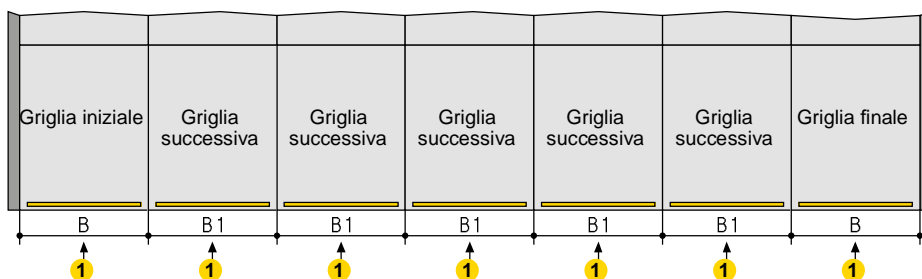 Griglia iniziale
Griglia
successiva
Griglia
successiva
Griglia
successiva
Griglia
successiva
Griglia
successiva
Griglia finale
B B1 B1 B1 B1 B1 B
1 1 1 1 1 1 1